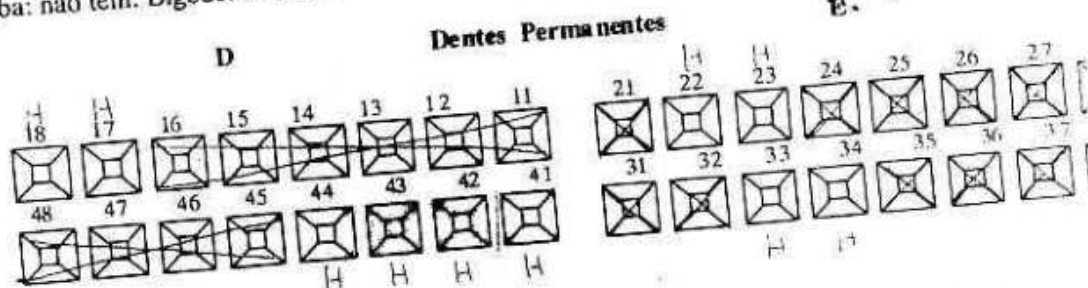 ba: não tem.
Dentes Permanentes
D E.
H H H H
18 17 16 15 14 13 12 11 21 22 23 24 25 26 27
48 47 46 45 44 43 42 41 31 32 33 34 35 36 37
H H H H H H